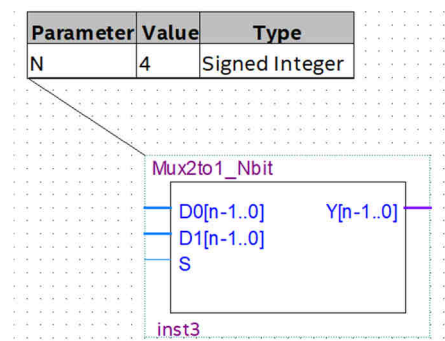 Parameter Value Type
N 4 Signed Integer
Mux2to1_Nbit
D0[n-1..0] Y[n-1..0]
D1[n-1..0]
S
inst3